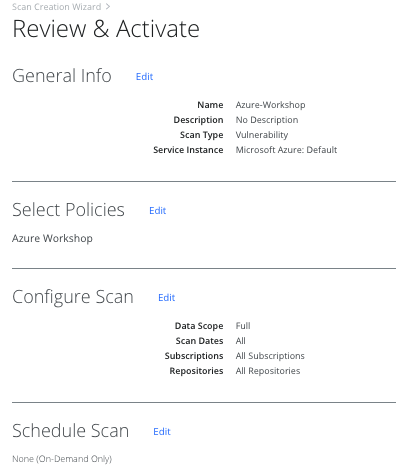 Scan Creation Wizard >
Review & Activate
General Info Edit
Name Azure-Workshop
Description No Description
Scan Type Vulnerability
Service Instance Microsoft Azure: Default
Select Policies Edit
Azure Workshop
Configure Scan Edit
Data Scope Full
Scan Dates All
Subscriptions All Subscriptions
Repositories All Repositories
Schedule Scan Edit
None (On-Demand Only)